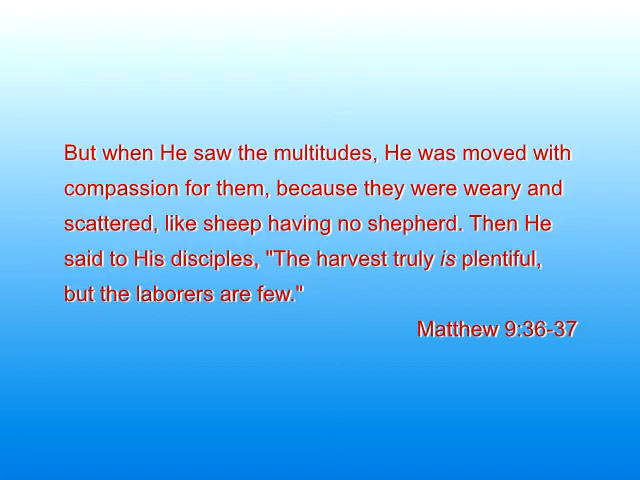 But when He saw the multitudes, He was moved with
compassion for them, because they were weary and
scattered, like sheep having no shepherd. Then He
said to His disciples, "The harvest truly is plentiful,
but the laborers are few."
Matthew 9:36-37